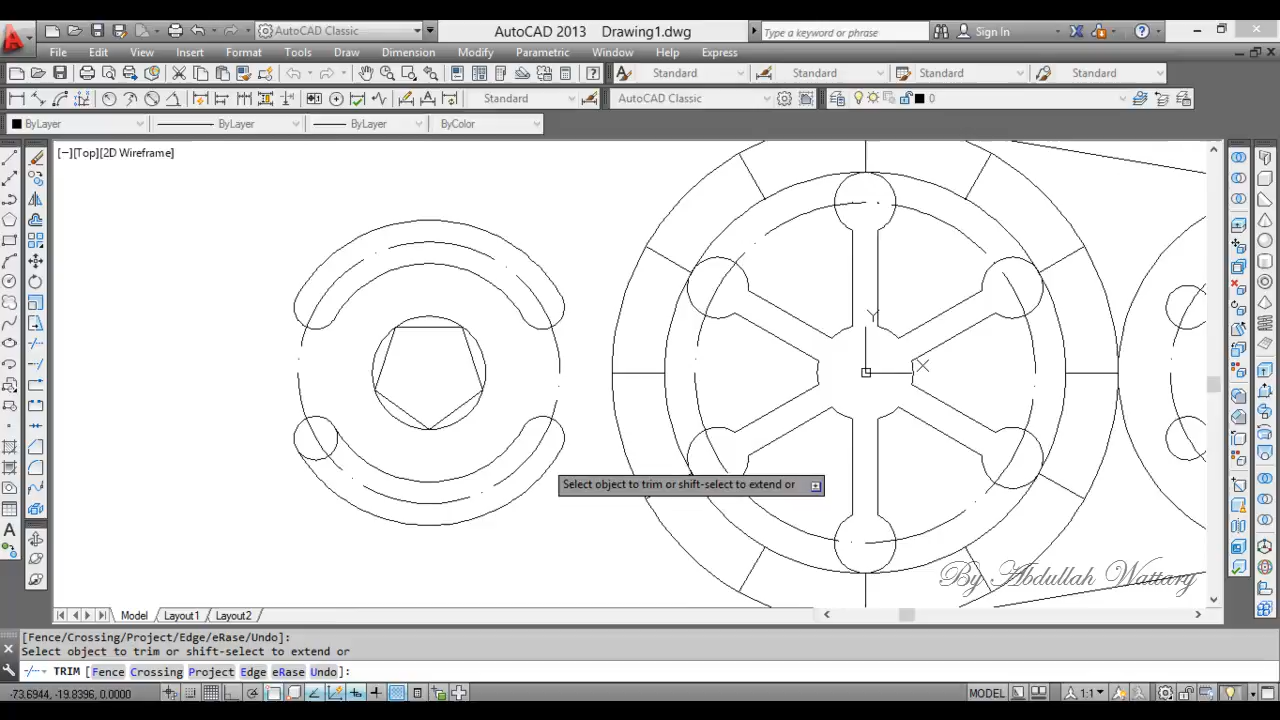 AutoCAD Classic
AutoCAD 2013 Drawing1.dwg
Type a keyword or phrase
Sign In
File Edit View Insert Format Tools Draw Dimension Modify Parametric Window Help Express
Standard Standard Standard Standard
Standard AutoCAD Classic 0
ByLayer ByLayer ByLayer ByColor
[−][Top][2D Wireframe]
Y
X
Select object to trim or shift-select to extend or
By Abdullah Wattary
Model Layout1 Layout2
[Fence/Crossing/Project/Edge/eRase/Undo]:
Select object to trim or shift-select to extend or
TRIM [Fence Crossing Project Edge eRase Undo]:
-73.6944, -19.8396, 0.0000 MODEL 1:1